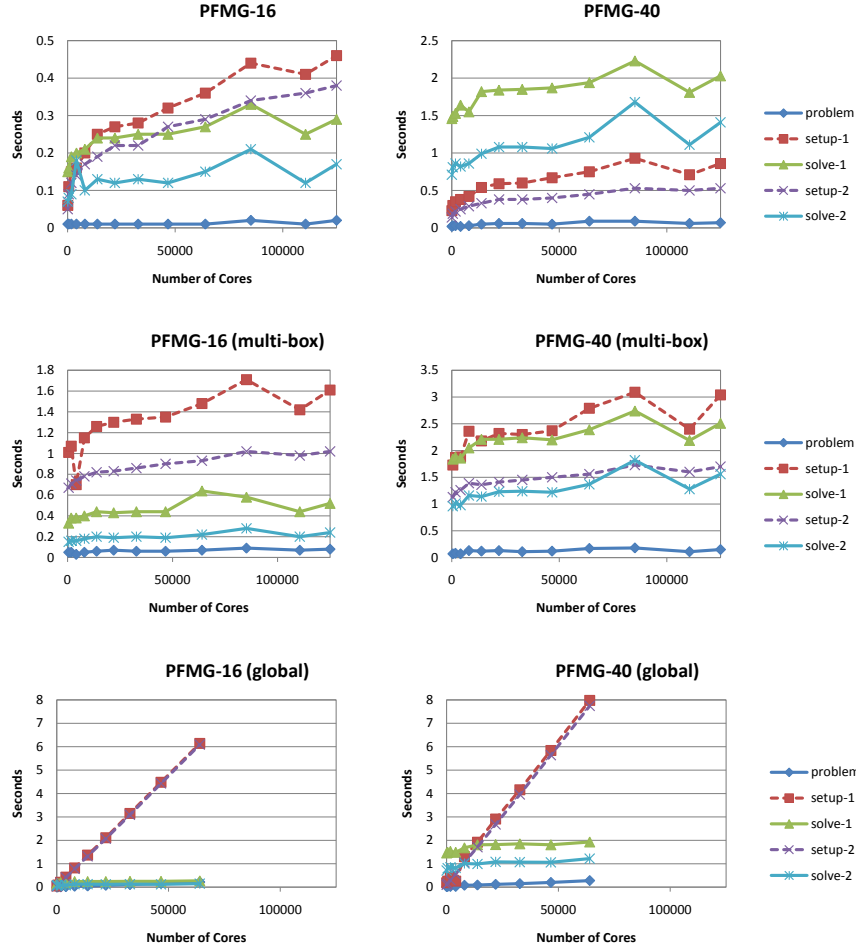 PFMG-16
0.5
0.4
0.3
0.2
0.1
0
Seconds
0 50000 100000
Number of Cores
PFMG-40
2.5
2
1.5
1
0.5
0
Seconds
0 50000 100000
Number of Cores
problem
setup-1
solve-1
setup-2
solve-2
PFMG-16 (multi-box)
1.8
1.6
1.4
1.2
1
0.8
0.6
0.4
0.2
0
Seconds
0 50000 100000
Number of Cores
PFMG-40 (multi-box)
3.5
3
2.5
2
1.5
1
0.5
0
Seconds
0 50000 100000
Number of Cores
problem
setup-1
solve-1
setup-2
solve-2
PFMG-16 (global)
8
7
6
5
4
3
2
1
0
Seconds
0 50000 100000
Number of Cores
PFMG-40 (global)
8
7
6
5
4
3
2
1
0
Seconds
0 50000 100000
Number of Cores
problem
setup-1
solve-1
setup-2
solve-2